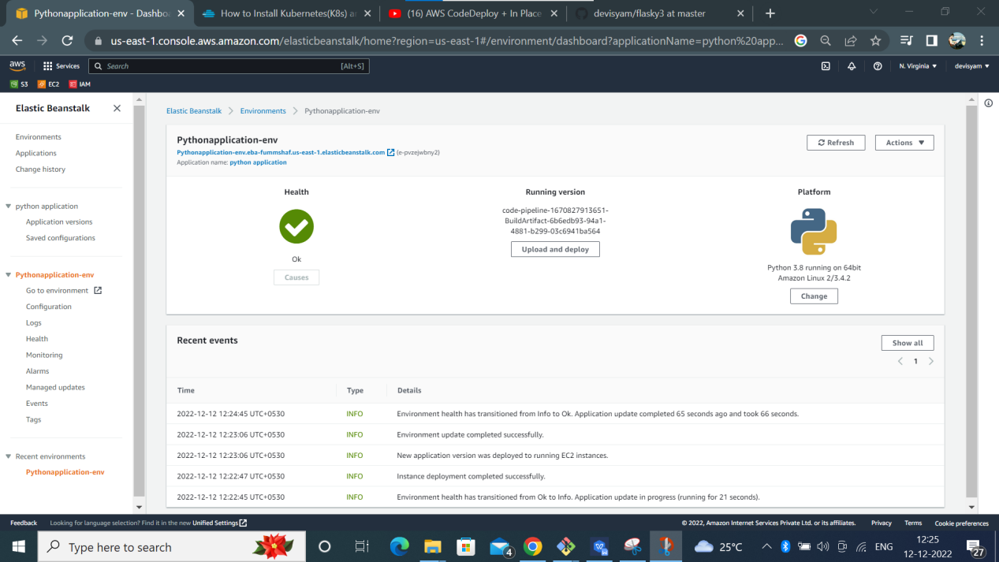 Pythonapplication-env - Dashbo
How to Install Kubernetes(K8s) a
(16) AWS CodeDeploy + In Place
devisyam/flasky3 at master
us-east-1.console.aws.amazon.com/elasticbeanstalk/home?region=us-east-1#/environment/dashboard?applicationName=python%20app...
aws
Services
Search
[Alt+S]
N. Virginia
devisyam
S3
EC2
IAM
Elastic Beanstalk
Environments
Applications
Change history
python application
Application versions
Saved configurations
Pythonapplication-env
Go to environment
Configuration
Logs
Health
Monitoring
Alarms
Managed updates
Events
Tags
Recent environments
Pythonapplication-env
Elastic Beanstalk
Environments
Pythonapplication-env
Pythonapplication-env
Pythonapplication-env.eba-fummshaf.us-east-1.elasticbeanstalk.com (e-pvzejwbny2)
Application name: python application
Refresh
Actions
Health
Ok
Causes
Running version
code-pipeline-1670827913651-
BuildArtifact-6b6edb93-94a1-
4881-b299-03c6941ba564
Upload and deploy
Platform
Python 3.8 running on 64bit
Amazon Linux 2/3.4.2
Change
Recent events
Show all
1
Time Type Details
2022-12-12 12:24:45 UTC+0530 INFO Environment health has transitioned from Info to Ok. Application update completed 65 seconds ago and took 66 seconds.
2022-12-12 12:23:06 UTC+0530 INFO Environment update completed successfully.
2022-12-12 12:23:06 UTC+0530 INFO New application version was deployed to running EC2 instances.
2022-12-12 12:22:47 UTC+0530 INFO Instance deployment completed successfully.
2022-12-12 12:22:45 UTC+0530 INFO Environment health has transitioned from Ok to Info. Application update in progress (running for 21 seconds).
Feedback
Looking for language selection? Find it in the new Unified Settings
© 2022, Amazon Internet Services Private Ltd. or its affiliates.
Privacy
Terms
Cookie preferences
Type here to search
4
25°C
ENG
12:25
12-12-2022
27